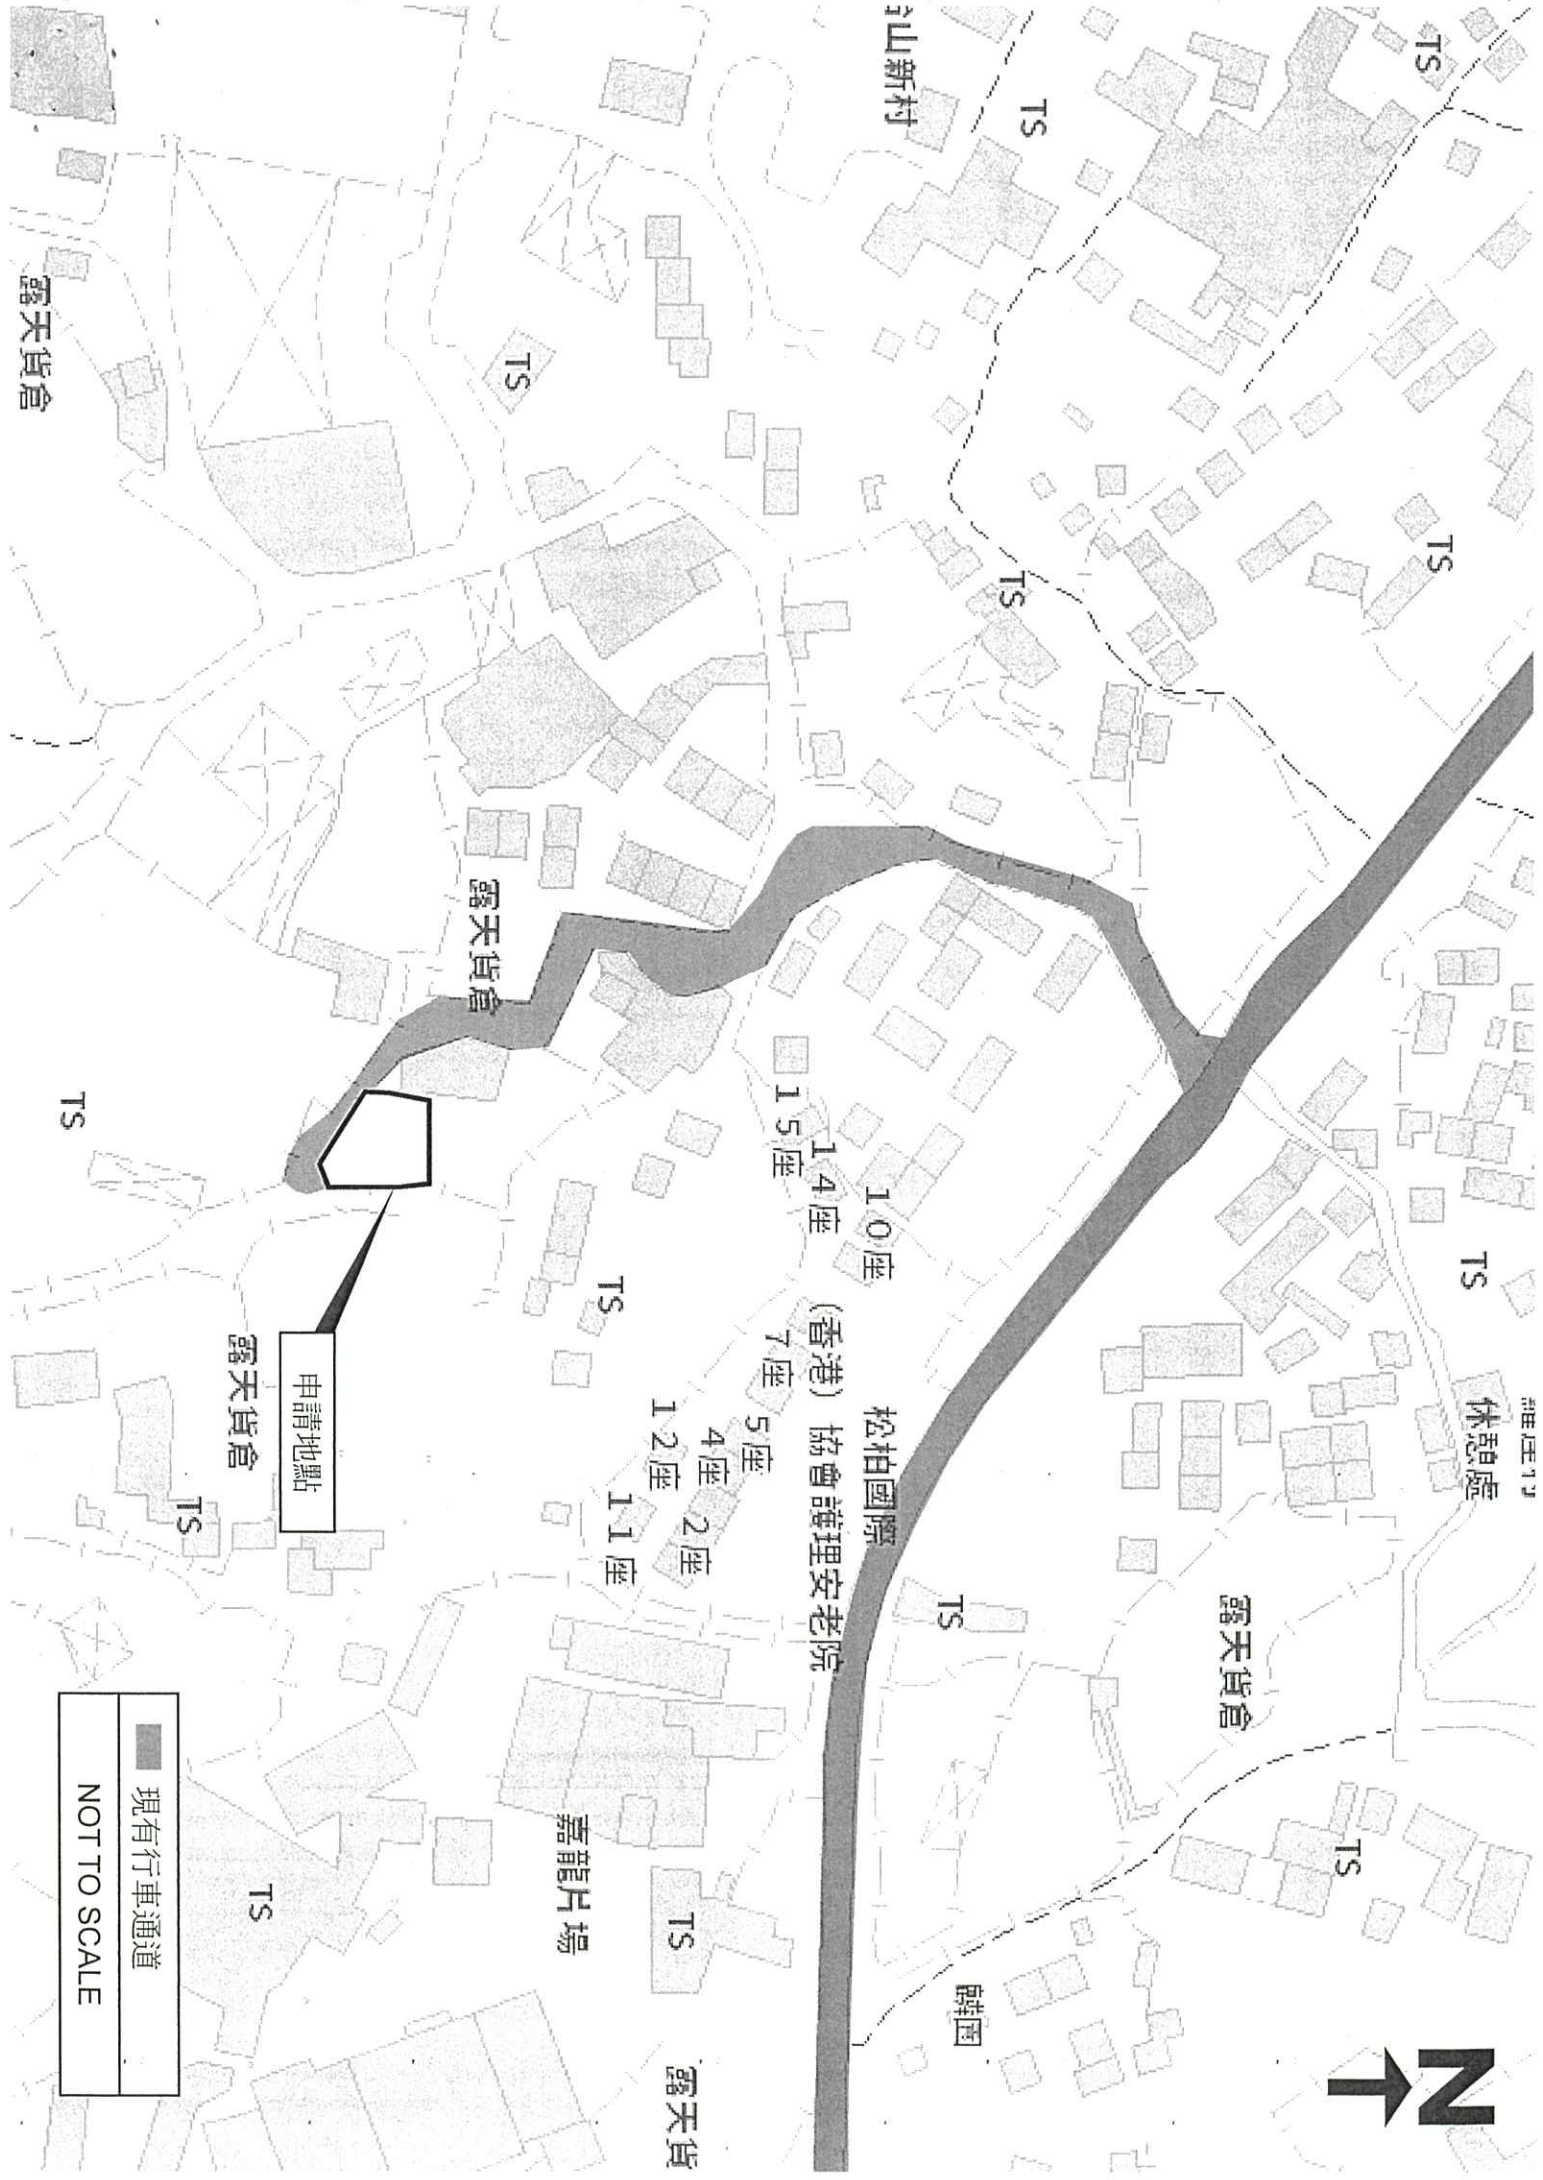 N
休憩處
TS
TS
TS
TS
露天貨倉
TS
TS
TS
山新村
松柏國際
10座
(香港) 協會護理安老院
14座
15座
7座
5座
4座
2座
12座
11座
TS
露天貨
TS
嘉龍片場
TS
露天貨倉
申請地點
TS
露天貨倉
TS
TS
露天貨倉
現有行車通道
NOT TO SCALE